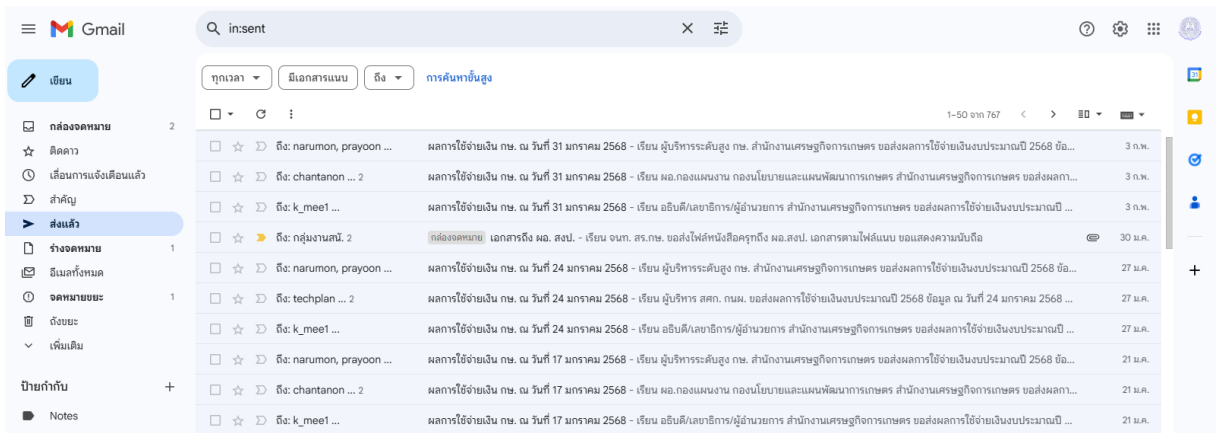 Gmail
in:sent
เขียน
ทุกเวลา มีเอกสารแนบ ถึง การค้นหาขั้นสูง
1–50 จาก 767
กล่องจดหมาย 2
ติดดาว
เลื่อนการแจ้งเตือนแล้ว
สำคัญ
ส่งแล้ว
ร่างจดหมาย 1
อีเมลทั้งหมด
จดหมายขยะ 1
ถังขยะ
เพิ่มเติม
ป้ายกำกับ
Notes
ถึง: narumon, prayoon ... ผลการใช้จ่ายเงิน กษ. ณ วันที่ 31 มกราคม 2568 - เรียน ผู้บริหารระดับสูง กษ. สำนักงานเศรษฐกิจการเกษตร ขอส่งผลการใช้จ่ายเงินงบประมาณปี 2568 ข้อ... 3 ก.พ.
ถึง: chantanon ... 2 ผลการใช้จ่ายเงิน กษ. ณ วันที่ 31 มกราคม 2568 - เรียน ผอ.กองแผนงาน กองนโยบายและแผนพัฒนาการเกษตร สำนักงานเศรษฐกิจการเกษตร ขอส่งผลกา... 3 ก.พ.
ถึง: k_mee1 ... ผลการใช้จ่ายเงิน กษ. ณ วันที่ 31 มกราคม 2568 - เรียน อธิบดี/เลขาธิการ/ผู้อำนวยการ สำนักงานเศรษฐกิจการเกษตร ขอส่งผลการใช้จ่ายเงินงบประมาณปี ... 3 ก.พ.
ถึง: กลุ่มงานสนั. 2 กล่องจดหมาย เอกสารถึง ผอ. สงป. - เรียน จนท. สร.กษ. ขอส่งไฟล์หนังสือครุฑถึง ผอ.สงป. เอกสารตามไฟล์แนบ ขอแสดงความนับถือ 30 ม.ค.
ถึง: narumon, prayoon ... ผลการใช้จ่ายเงิน กษ. ณ วันที่ 24 มกราคม 2568 - เรียน ผู้บริหารระดับสูง กษ. สำนักงานเศรษฐกิจการเกษตร ขอส่งผลการใช้จ่ายเงินงบประมาณปี 2568 ข้อ... 27 ม.ค.
ถึง: techplan ... 2 ผลการใช้จ่ายเงิน กษ. ณ วันที่ 24 มกราคม 2568 - เรียน ผู้บริหาร สศก. กนผ. ขอส่งผลการใช้จ่ายเงินงบประมาณปี 2568 ข้อมูล ณ วันที่ 24 มกราคม 2568 ... 27 ม.ค.
ถึง: k_mee1 ... ผลการใช้จ่ายเงิน กษ. ณ วันที่ 24 มกราคม 2568 - เรียน อธิบดี/เลขาธิการ/ผู้อำนวยการ สำนักงานเศรษฐกิจการเกษตร ขอส่งผลการใช้จ่ายเงินงบประมาณปี ... 27 ม.ค.
ถึง: narumon, prayoon ... ผลการใช้จ่ายเงิน กษ. ณ วันที่ 17 มกราคม 2568 - เรียน ผู้บริหารระดับสูง กษ. สำนักงานเศรษฐกิจการเกษตร ขอส่งผลการใช้จ่ายเงินงบประมาณปี 2568 ข้อ... 21 ม.ค.
ถึง: chantanon ... 2 ผลการใช้จ่ายเงิน กษ. ณ วันที่ 17 มกราคม 2568 - เรียน ผอ.กองแผนงาน กองนโยบายและแผนพัฒนาการเกษตร สำนักงานเศรษฐกิจการเกษตร ขอส่งผลกา... 21 ม.ค.
ถึง: k_mee1 ... ผลการใช้จ่ายเงิน กษ. ณ วันที่ 17 มกราคม 2568 - เรียน อธิบดี/เลขาธิการ/ผู้อำนวยการ สำนักงานเศรษฐกิจการเกษตร ขอส่งผลการใช้จ่ายเงินงบประมาณปี ... 21 ม.ค.
31